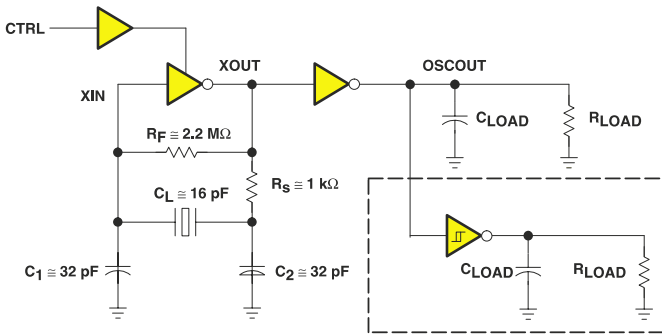 CTRL
XOUT
OSCOUT
XIN
CLOAD
RLOAD
RF ≅ 2.2 MΩ
RS ≅ 1 kΩ
CL ≅ 16 pF
C1 ≅ 32 pF
C2 ≅ 32 pF
CLOAD
RLOAD